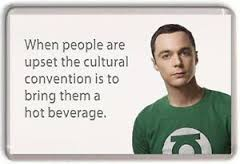 When people are
upset the cultural
convention is to
bring them a
hot beverage.